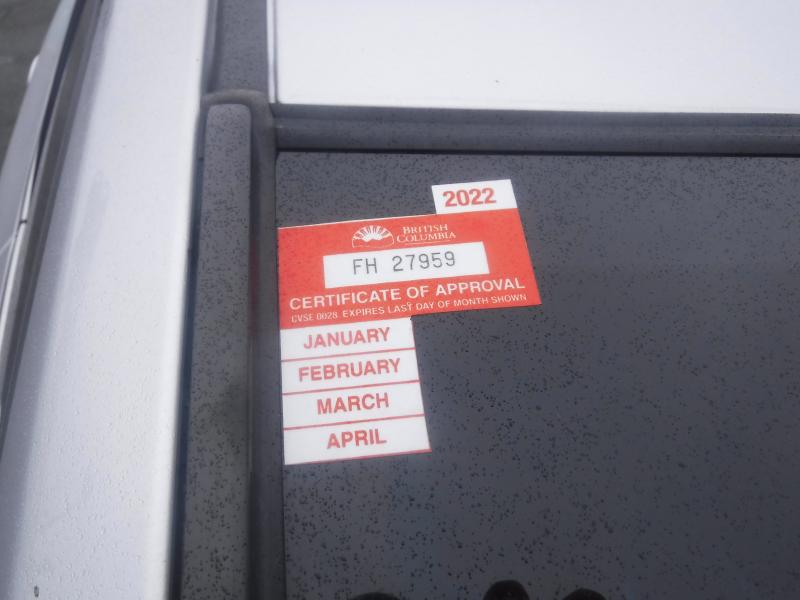 2022
BRITISH
COLUMBIA
FH 27959
CERTIFICATE OF APPROVAL
CVSE 0028 EXPIRES LAST DAY OF MONTH SHOWN
JANUARY
FEBRUARY
MARCH
APRIL